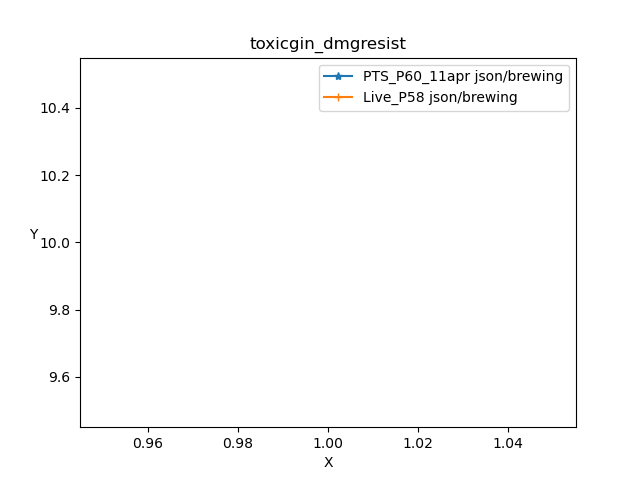 toxicgin_dmgresist
PTS_P60_11apr json/brewing
Live_P58 json/brewing
10.4
10.2
Y
10.0
9.8
9.6
0.96 0.98 1.00 1.02 1.04
X